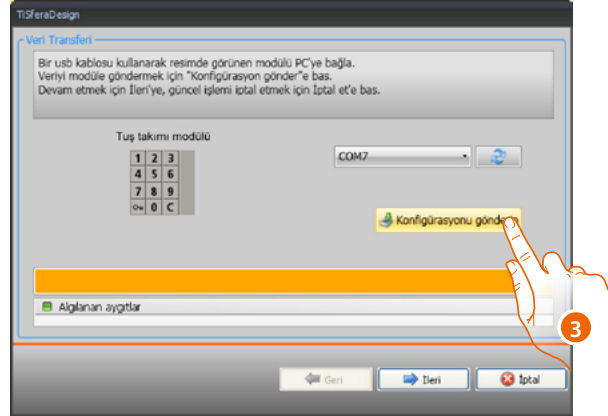 TiSferaDesign
Veri Transferi
Bir usb kablosu kullanarak resimde görünen modülü PC'ye bağla.
Veriyi modüle göndermek için "Konfigürasyon gönder"e bas.
Devam etmek için İleri'ye, güncel işlemi iptal etmek için İptal et'e bas.
Tuş takımı modülü
1 2 3
4 5 6
7 8 9
0 C
COM7
Konfigürasyonu
Algılanan aygıtlar
3
Geri
İleri
İptal